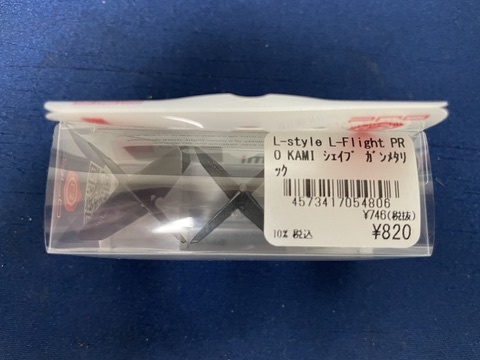 L-style L-Flight PR
O KAMI シェイプ ガンメタリ
ック
4573417054806
¥746(税抜)
10% 税込 ¥820